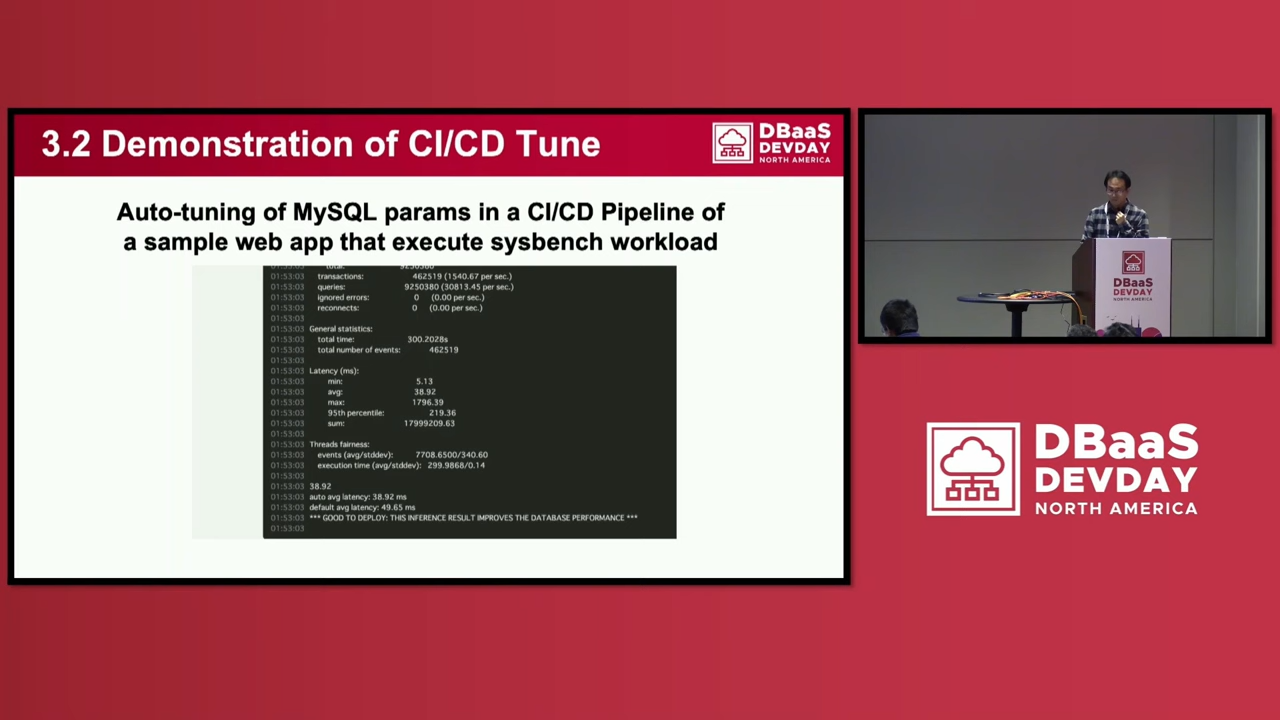 3.2 Demonstration of CI/CD Tune
DBaaS
DEVDAY
NORTH AMERICA
Auto-tuning of MySQL params in a CI/CD Pipeline of
a sample web app that execute sysbench workload
01:53:03 total: 9250380
01:53:03 transactions: 462519 (1540.67 per sec.)
01:53:03 queries: 9250380 (30813.45 per sec.)
01:53:03 ignored errors: 0 (0.00 per sec.)
01:53:03 reconnects: 0 (0.00 per sec.)
01:53:03
01:53:03 General statistics:
01:53:03 total time: 300.2028s
01:53:03 total number of events: 462519
01:53:03
01:53:03 Latency (ms):
01:53:03 min: 5.13
01:53:03 avg: 38.92
01:53:03 max: 1796.39
01:53:03 95th percentile: 219.36
01:53:03 sum: 17999209.63
01:53:03
01:53:03 Threads fairness:
01:53:03 events (avg/stddev): 7708.6500/340.60
01:53:03 execution time (avg/stddev): 299.9868/0.14
01:53:03
01:53:03 38.92
01:53:03 auto avg latency: 38.92 ms
01:53:03 default avg latency: 49.65 ms
01:53:03 *** GOOD TO DEPLOY: THIS INFERENCE RESULT IMPROVES THE DATABASE PERFORMANCE ***
01:53:03
DBaaS
DEVDAY
NORTH AMERICA
DBaaS
DEVDAY
NORTH AMERICA